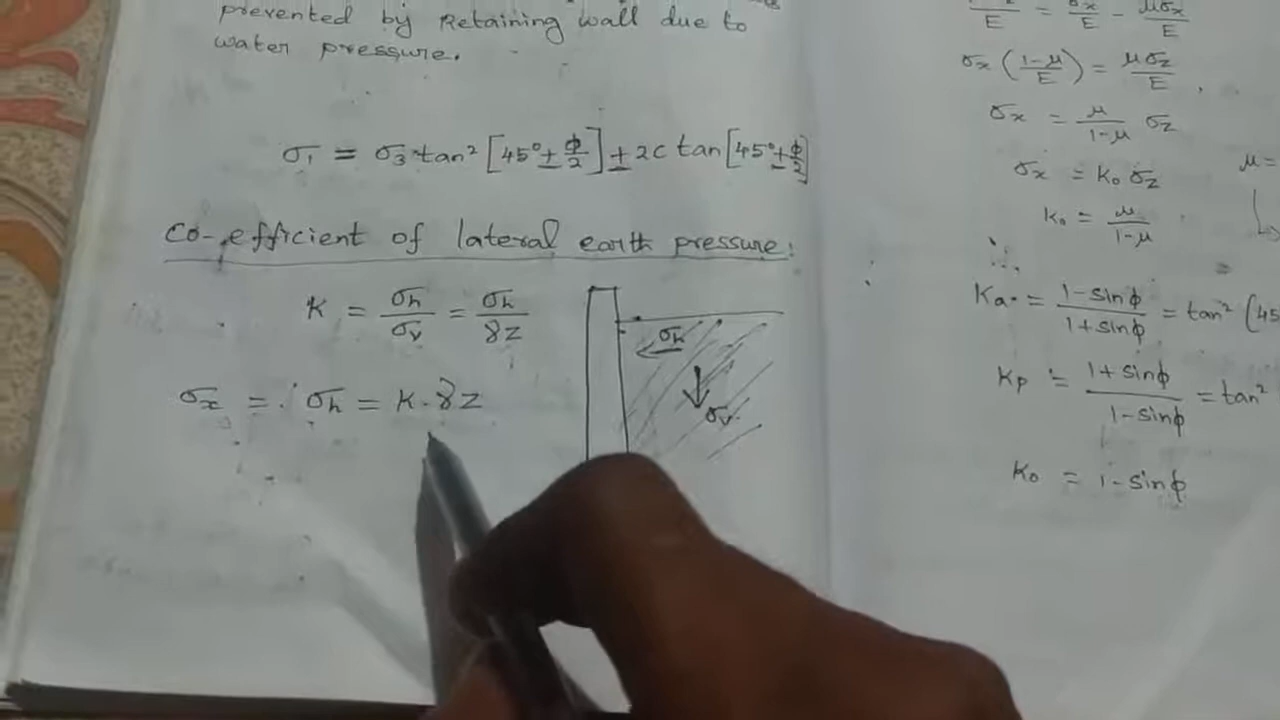 prevented by Retaining wall due to
water pressure.
σ₁ = σ₃ tan² [45° ± φ/2] ± 2c tan [45° ± φ/2]
Co-efficient of lateral earth pressure:
K = σh/σv = σh/γz
σx = σh = K.γz
σh
σv
E = σx/E - μσx/E
σx (1-μ/E) = μσz/E
σx = μ/1-μ σz
σx = K₀ σz
μ =
K₀ = μ/1-μ
∴
=
Ka = 1-sinφ/1+sinφ = tan² (45
Kp = 1+sinφ/1-sinφ = tan²
K₀ = 1-sinφ